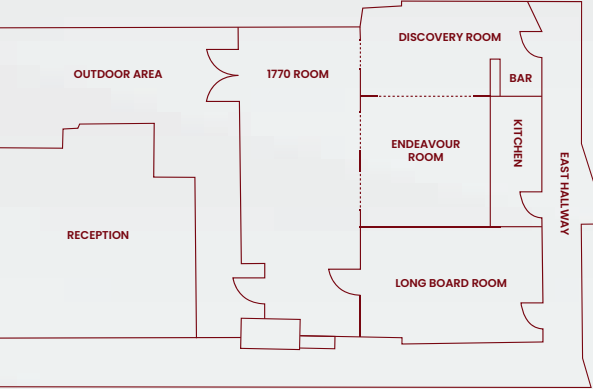 DISCOVERY ROOM
OUTDOOR AREA
1770 ROOM
BAR
ENDEAVOUR
ROOM
KITCHEN
EAST HALLWAY
RECEPTION
LONG BOARD ROOM